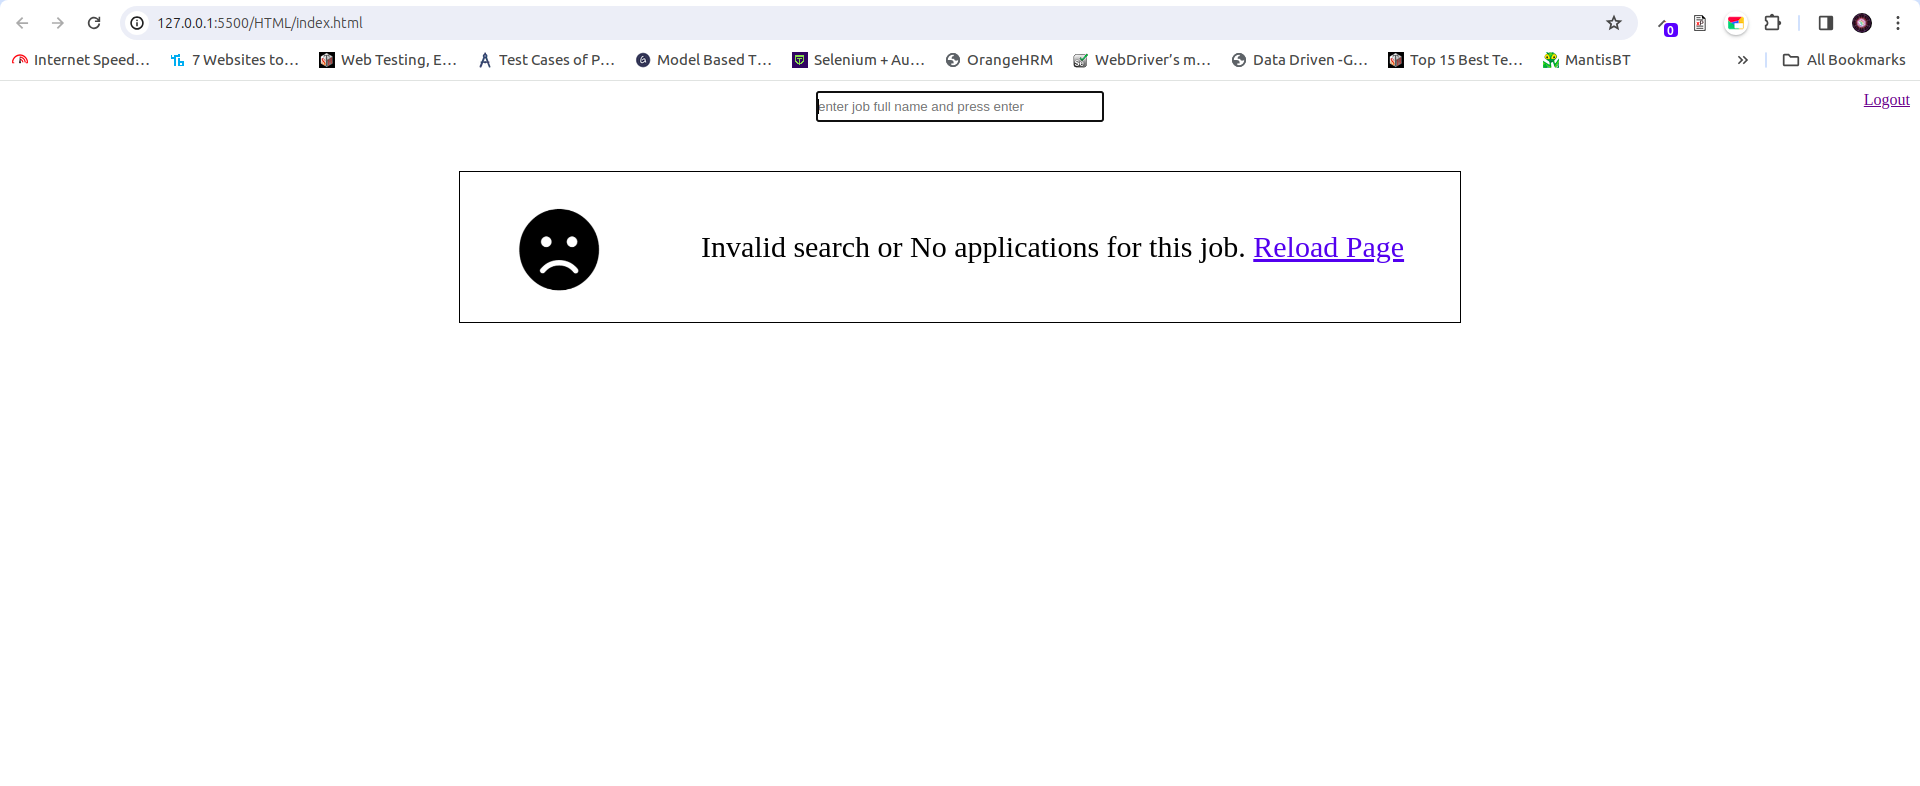 127.0.0.1:5500/HTML/index.html
0
Internet Speed... 7 Websites to... Web Testing, E... Test Cases of P... Model Based T... Selenium + Au... OrangeHRM WebDriver's m... Data Driven -G... Top 15 Best Te... MantisBT » All Bookmarks
enter job full name and press enter
Logout
Invalid search or No applications for this job. Reload Page